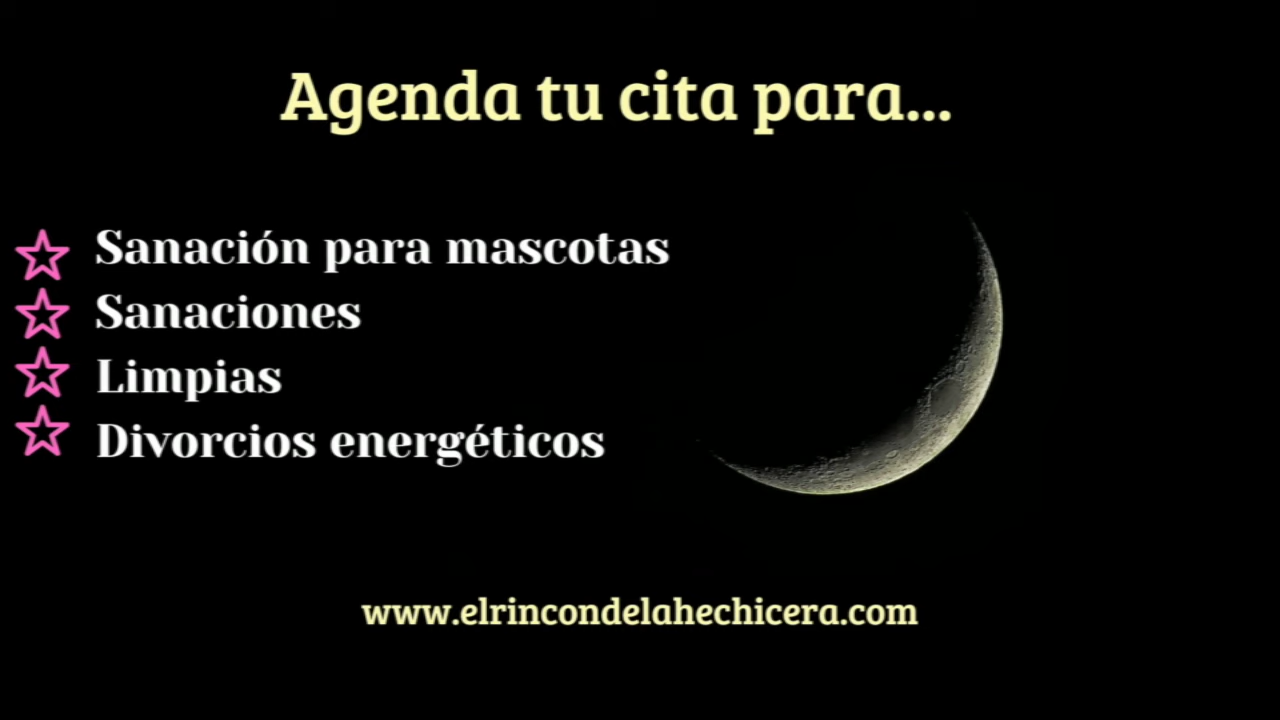 Agenda tu cita para...
Sanación para mascotas
Sanaciones
Limpias
Divorcios energéticos
www.elrincondelahechicera.com